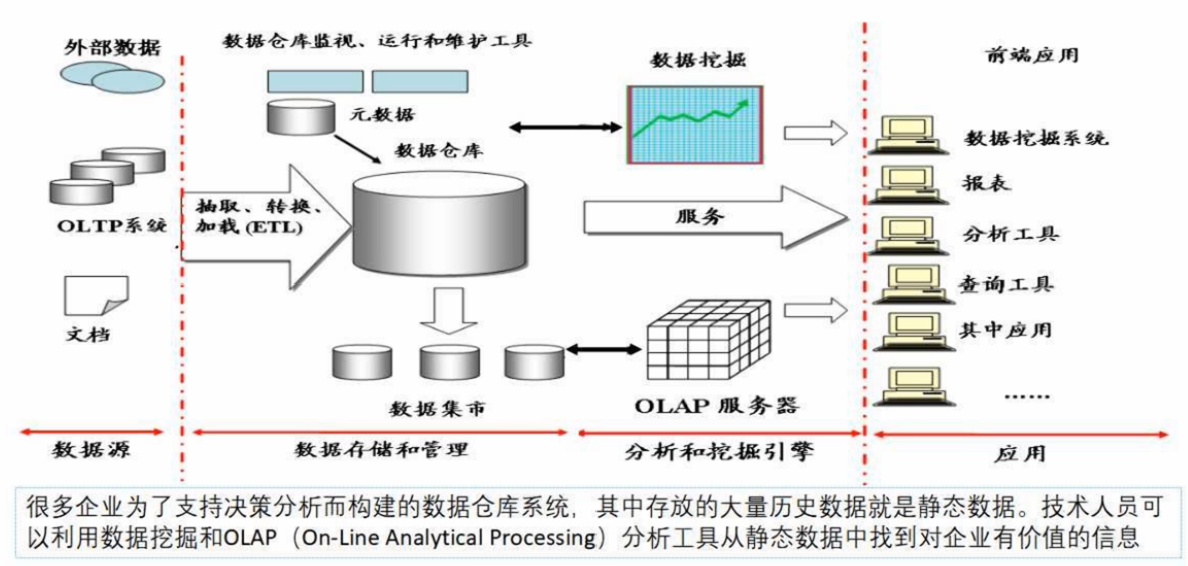 外部数据
OLTP系统
文档
数据仓库监视、运行和维护工具
元数据
数据仓库
抽取、转换、
加载 (ETL)
数据集市
数据挖掘
服务
OLAP 服务器
前端应用
数据挖掘系统
报表
分析工具
查询工具
其中应用
……
数据源
数据存储和管理
分析和挖掘引擎
应用
很多企业为了支持决策分析而构建的数据仓库系统，其中存放的大量历史数据就是静态数据。技术人员可
以利用数据挖掘和OLAP（On-Line Analytical Processing）分析工具从静态数据中找到对企业有价值的信息